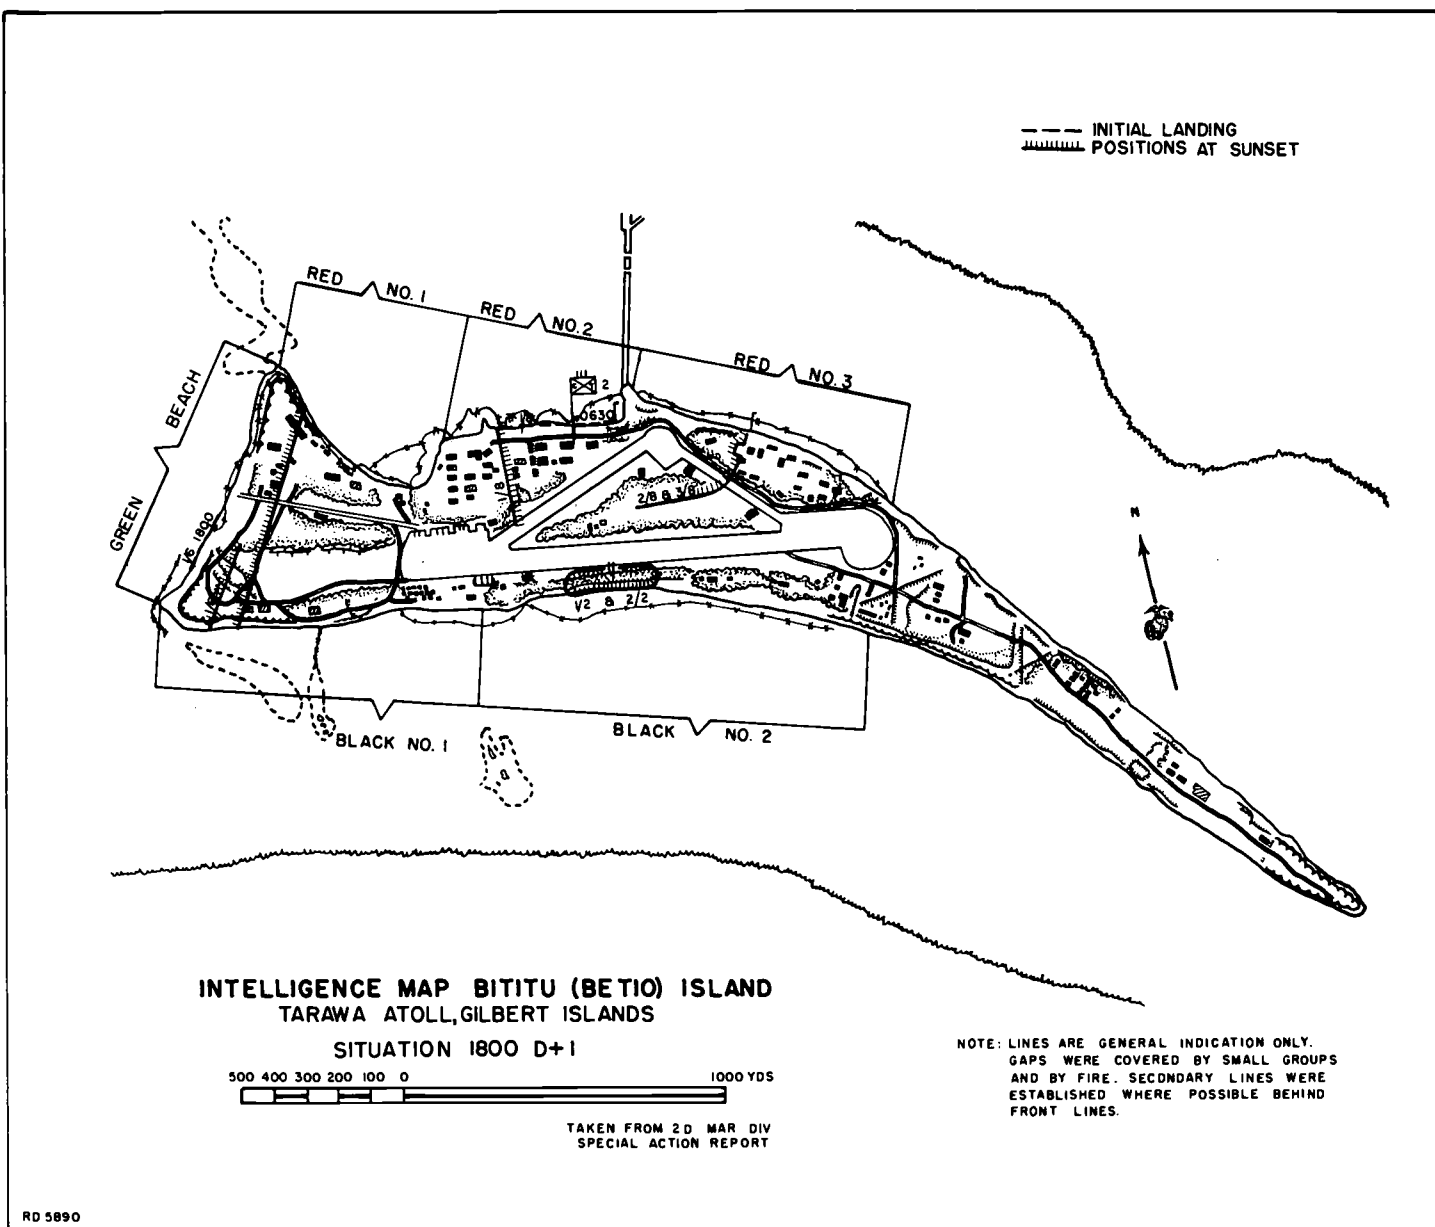 INITIAL LANDING
POSITIONS AT SUNSET
RED NO. 1
RED NO. 2
RED NO. 3
GREEN BEACH
2
0630
1/8
2/8 & 3/8
1/6 1800
1/2 & 2/2
N
BLACK NO. 1
BLACK NO. 2
INTELLIGENCE MAP BITITU (BETIO) ISLAND
TARAWA ATOLL, GILBERT ISLANDS
SITUATION 1800 D+1
500 400 300 200 100 0 1000 YDS
TAKEN FROM 2D MAR DIV
SPECIAL ACTION REPORT
NOTE: LINES ARE GENERAL INDICATION ONLY.
GAPS WERE COVERED BY SMALL GROUPS
AND BY FIRE. SECONDARY LINES WERE
ESTABLISHED WHERE POSSIBLE BEHIND
FRONT LINES.
RD 5890